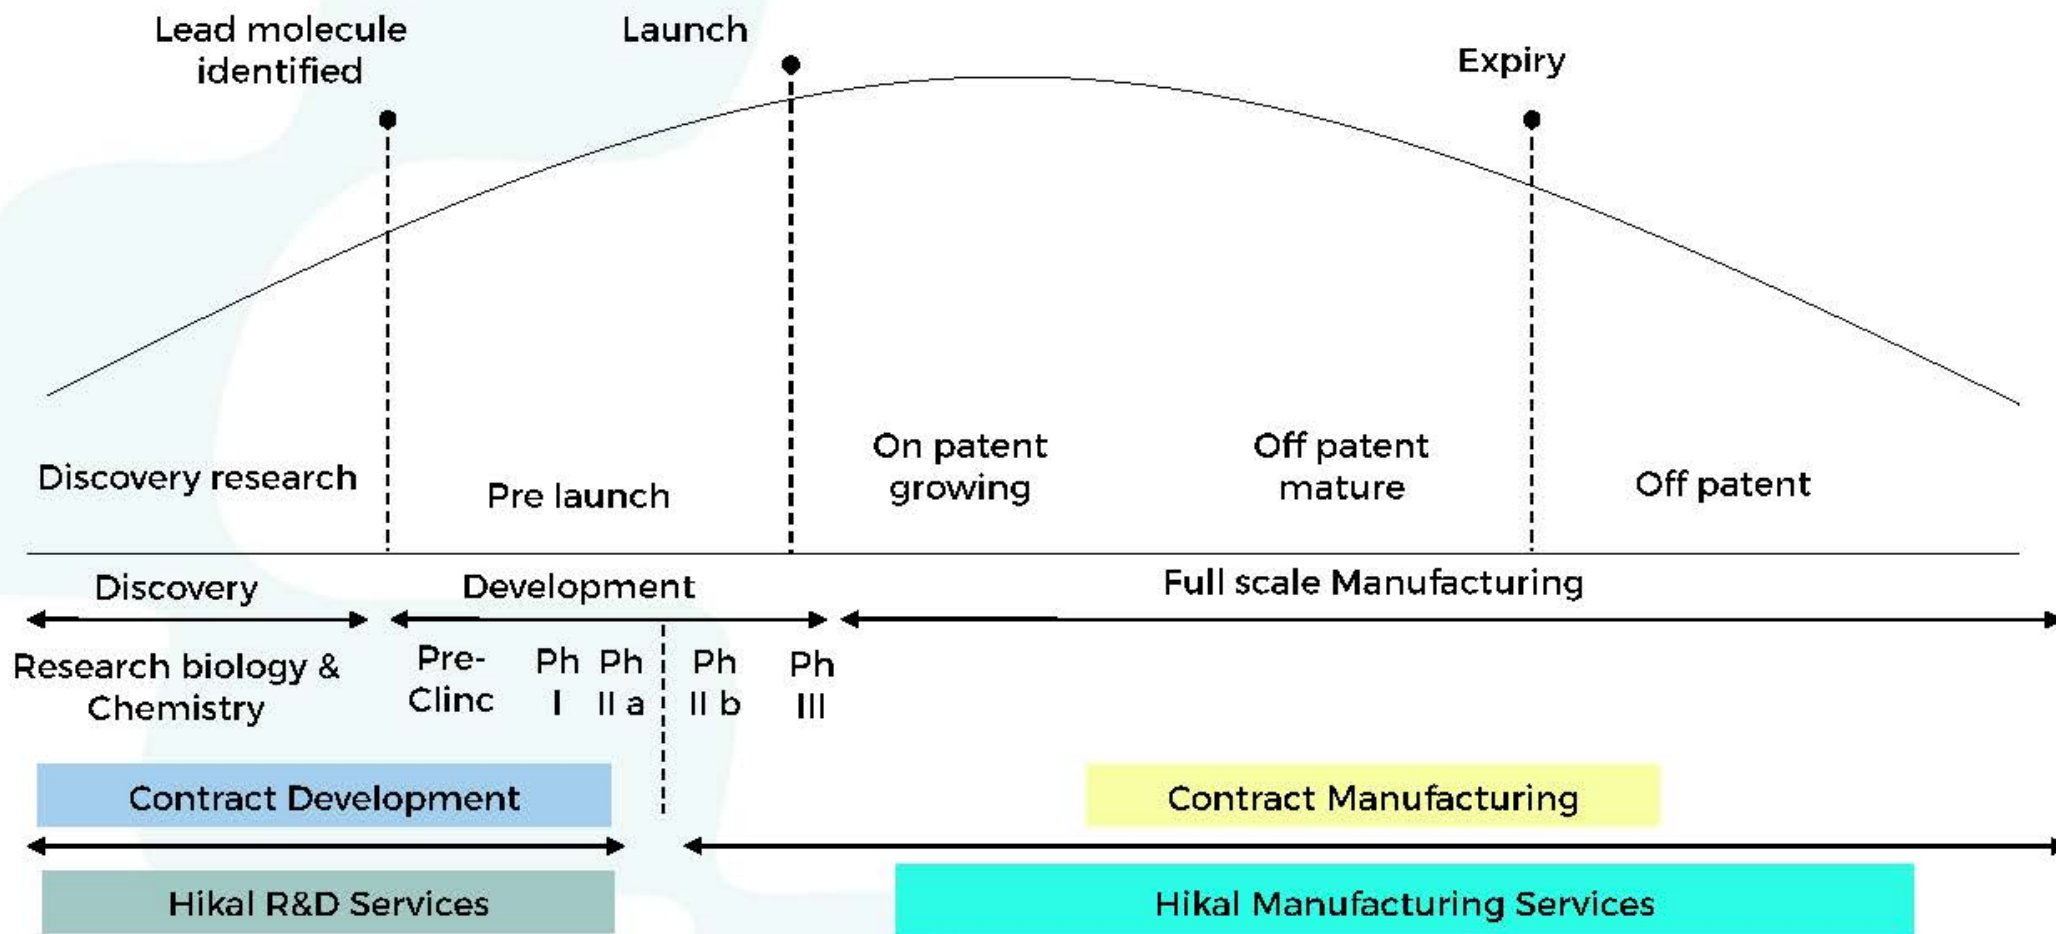 Lead molecule
identified
Launch
Expiry
Discovery research
Pre launch
On patent
growing
Off patent
mature
Off patent
Discovery
Development
Full scale Manufacturing
Research biology &
Chemistry
Pre-
Clinc
Ph
I
Ph
II a
Ph
II b
Ph
III
Contract Development
Contract Manufacturing
Hikal R&D Services
Hikal Manufacturing Services